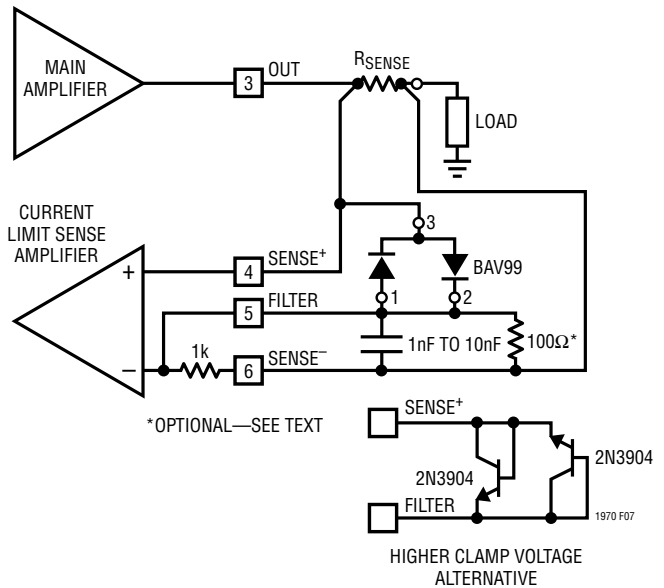 MAIN
AMPLIFIER
3
OUT
RSENSE
LOAD
CURRENT
LIMIT SENSE
AMPLIFIER
+
4
SENSE+
3
BAV99
1
2
5
FILTER
1nF TO 10nF
100Ω*
–
1k
6
SENSE–
*OPTIONAL—SEE TEXT
SENSE+
2N3904
2N3904
FILTER
1970 F07
HIGHER CLAMP VOLTAGE
ALTERNATIVE